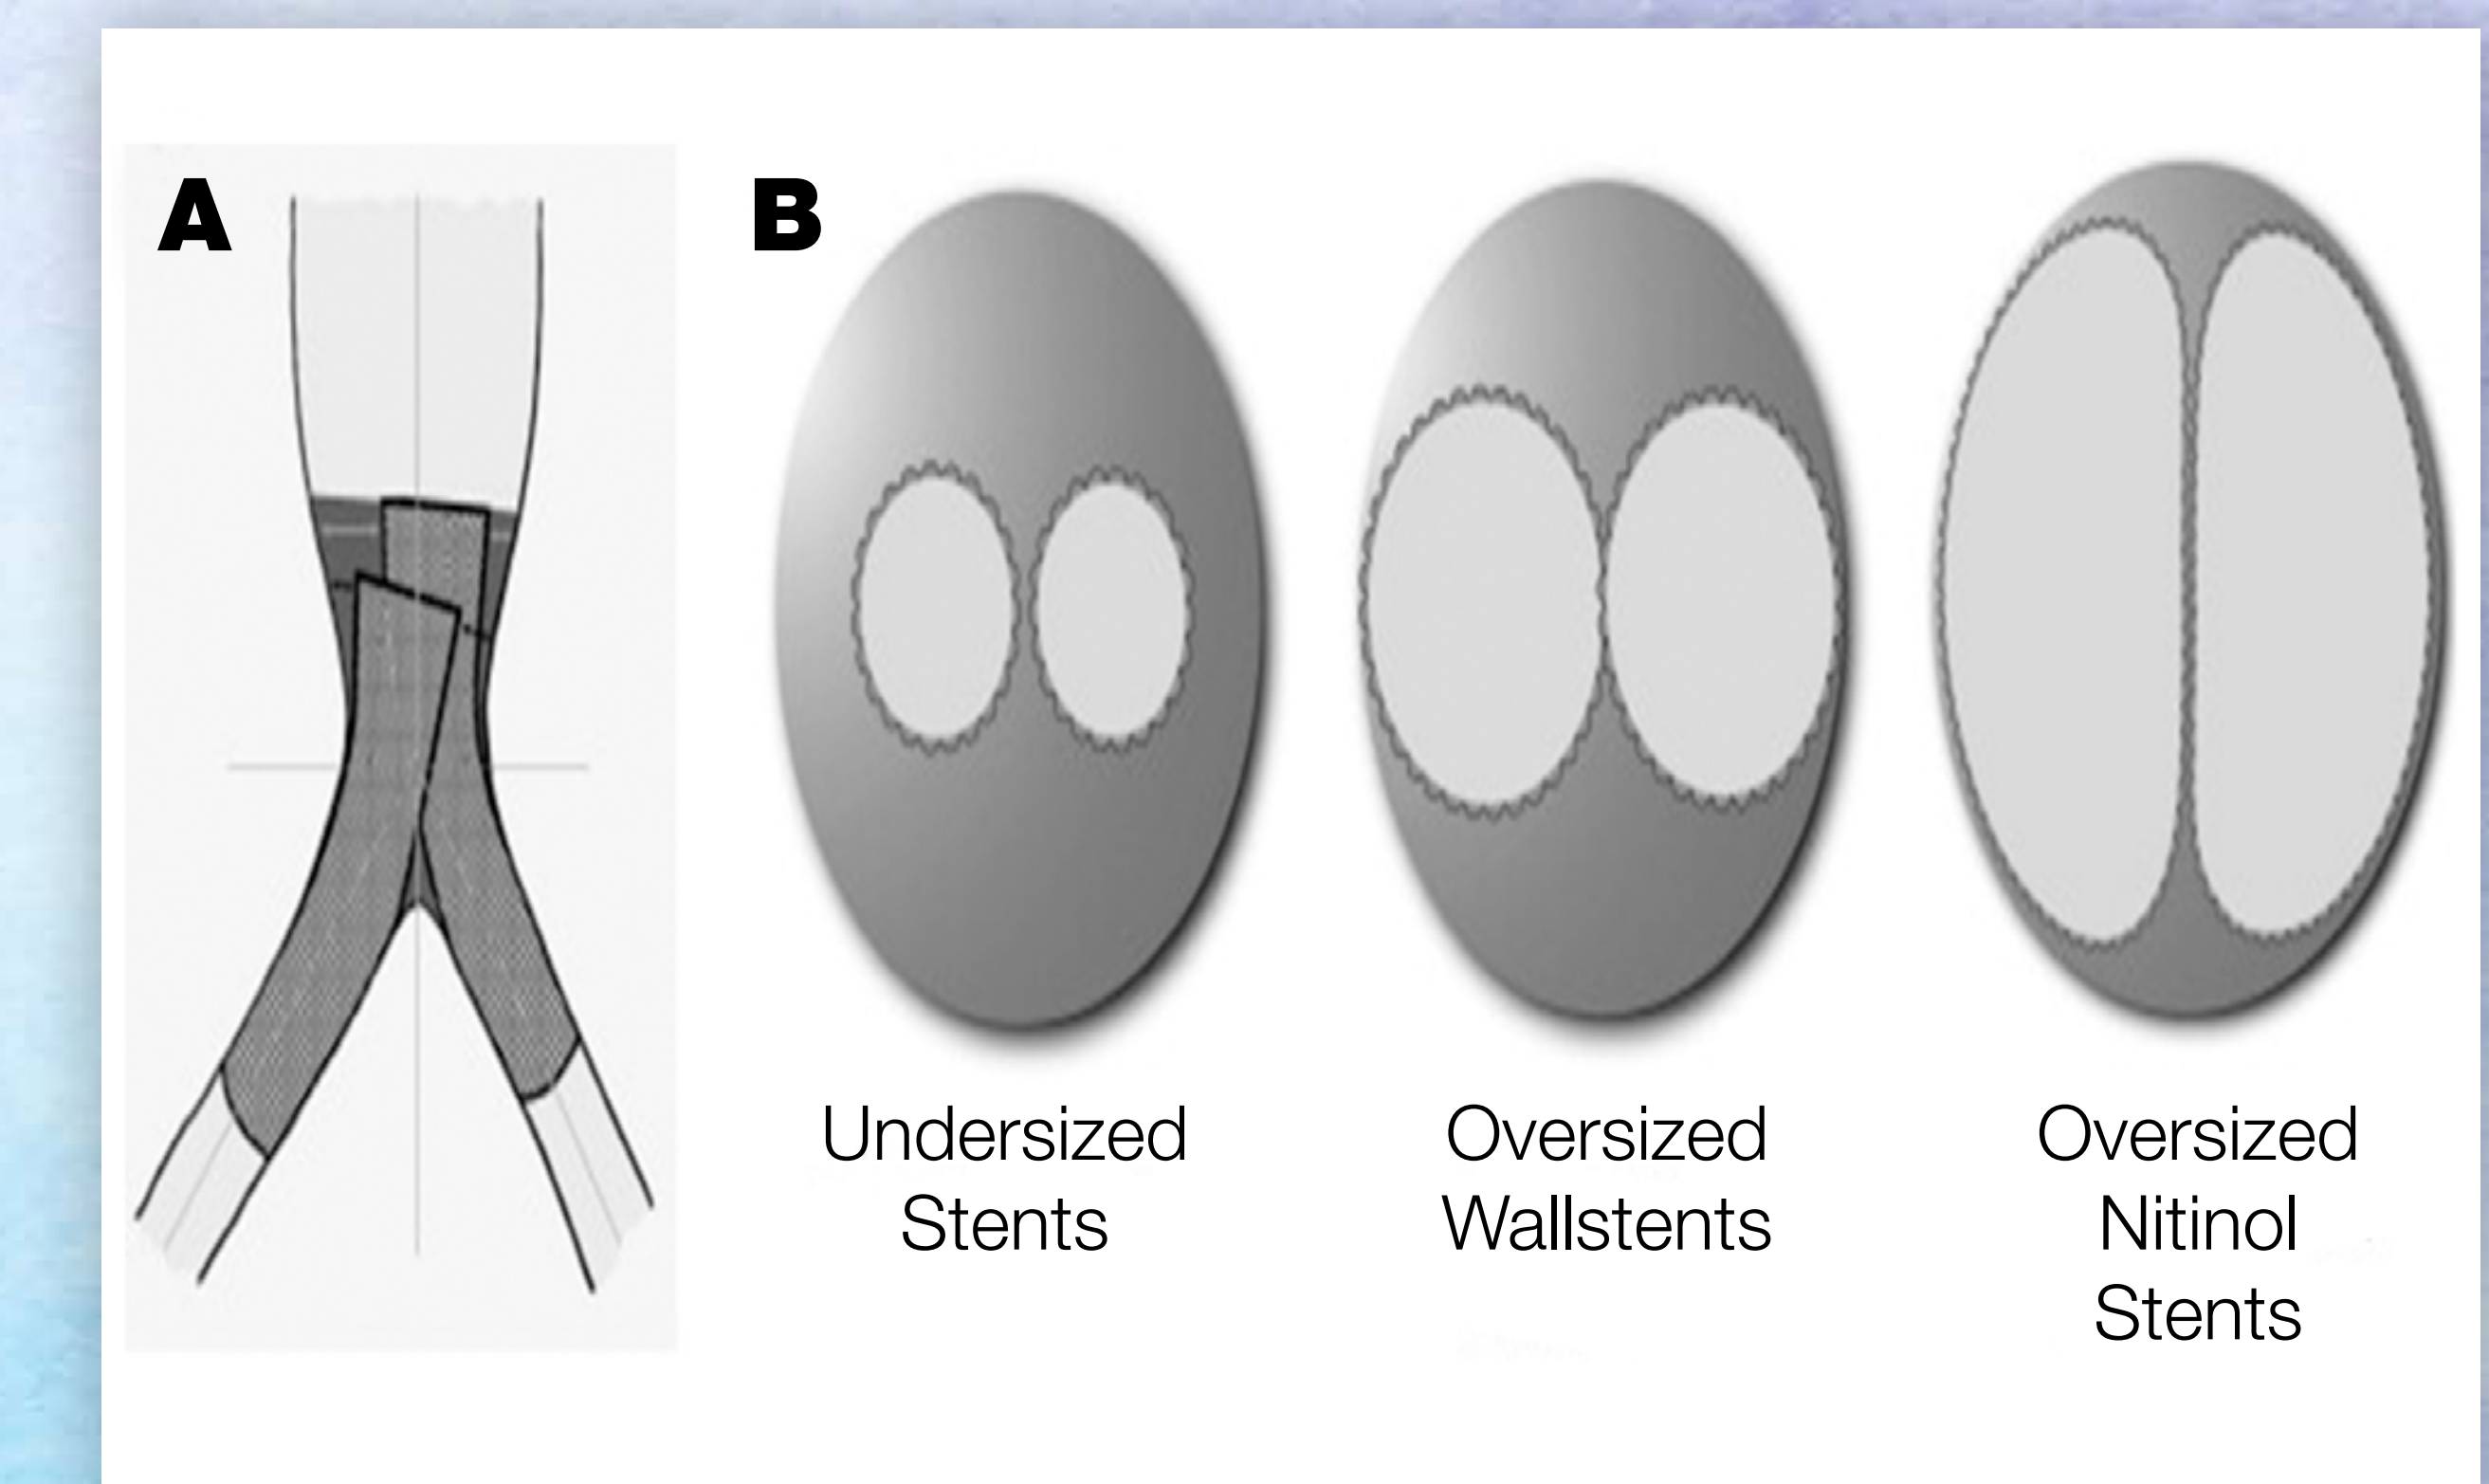 A
B
Undersized
Stents
Oversized
Wallstents
Oversized
Nitinol
Stents